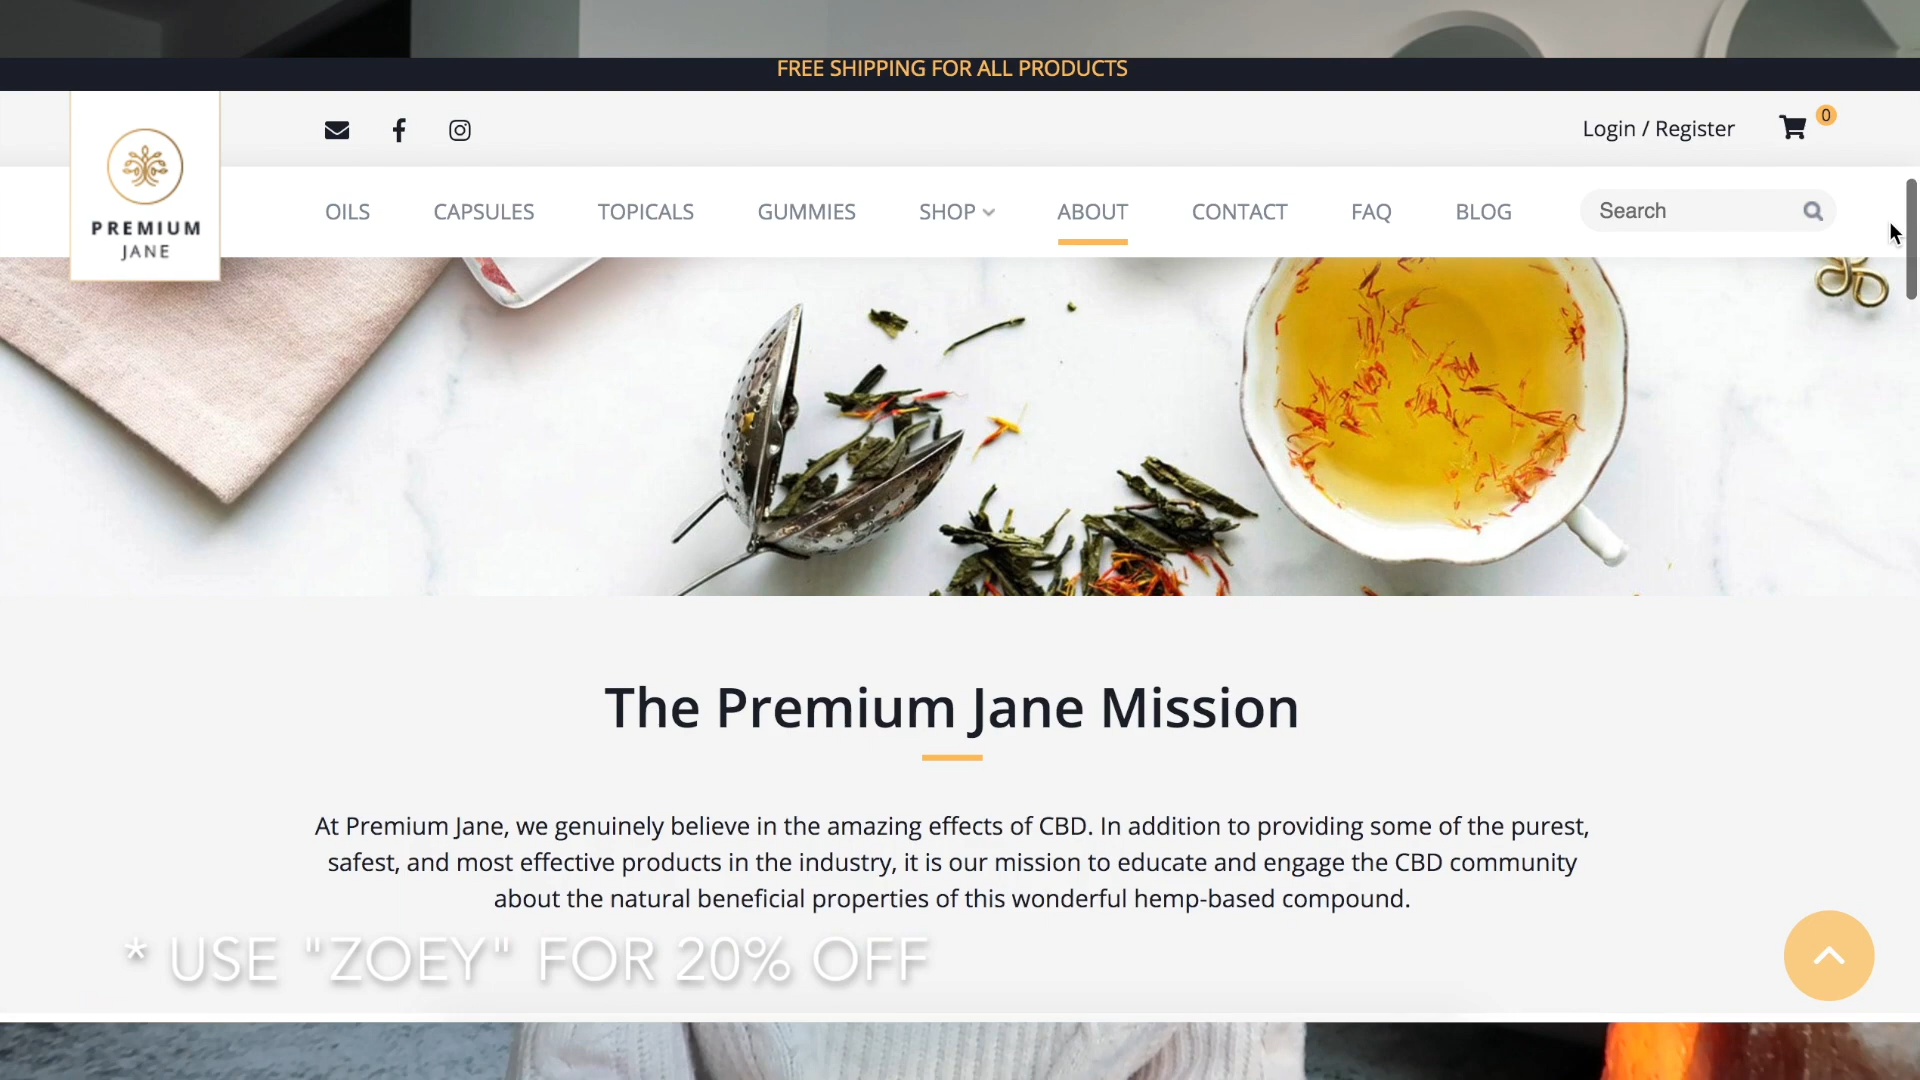 FREE SHIPPING FOR ALL PRODUCTS
Login / Register
0
PREMIUM
JANE
OILS
CAPSULES
TOPICALS
GUMMIES
SHOP
ABOUT
CONTACT
FAQ
BLOG
Search
The Premium Jane Mission
At Premium Jane, we genuinely believe in the amazing effects of CBD. In addition to providing some of the purest,
safest, and most effective products in the industry, it is our mission to educate and engage the CBD community
about the natural beneficial properties of this wonderful hemp-based compound.
* USE "ZOEY" FOR 20% OFF